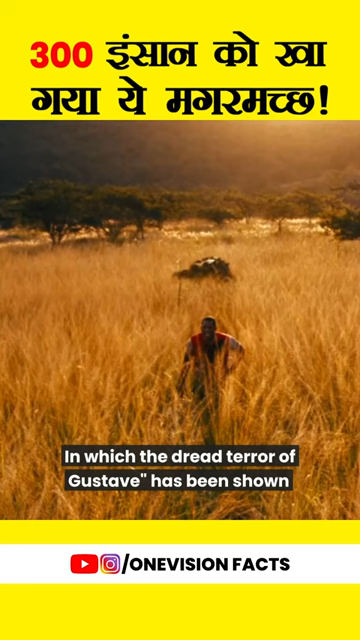 300 इंसान को खा
गया ये मगरमच्छ!
In which the dread terror of
Gustave" has been shown
/ONEVISION FACTS